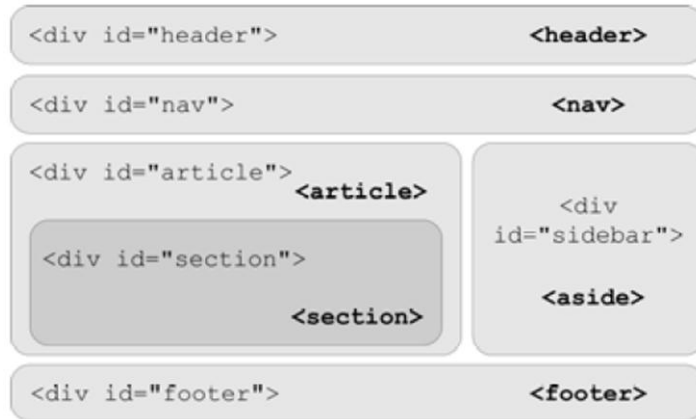 <div id="header"> <header>
<div id="nav"> <nav>
<div id="article"> <article>
<div id="section">
<section>
<div
id="sidebar">
<aside>
<div id="footer"> <footer>